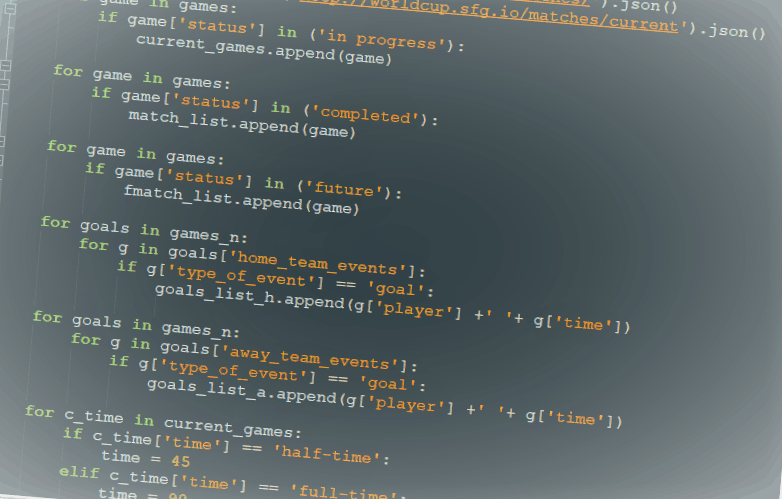 game in games:
if game['status'] in ('in progress'):
current_games.append(game)
for game in games:
if game['status'] in ('completed'):
match_list.append(game)
for game in games:
if game['status'] in ('future'):
fmatch_list.append(game)
for goals in games_n:
for g in goals['home_team_events']:
if g['type_of_event'] == 'goal':
goals_list_h.append(g['player'] +' '+ g['time'])
for goals in games_n:
for g in goals['away_team_events']:
if g['type_of_event'] == 'goal':
goals_list_a.append(g['player'] +' '+ g['time'])
for c_time in current_games:
if c_time['time'] == 'half-time':
time = 45
elif c_time['time'] == 'full-time':
time = 90
').json()
http://worldcup.sfg.io/matches/current').json()